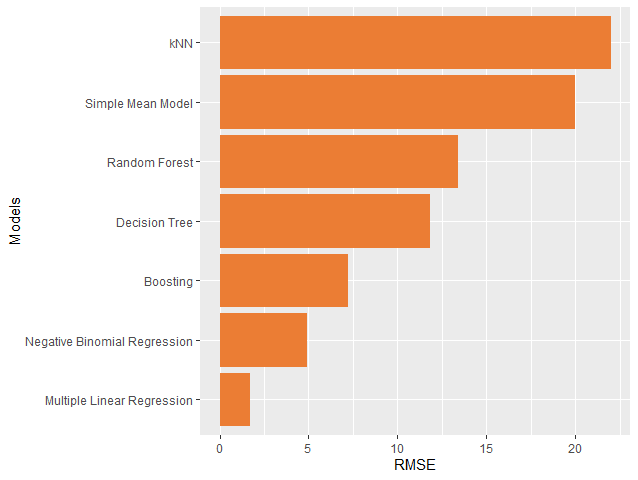 kNN
Simple Mean Model
Random Forest
Decision Tree
Boosting
Negative Binomial Regression
Multiple Linear Regression
Models
0 5 10 15 20
RMSE